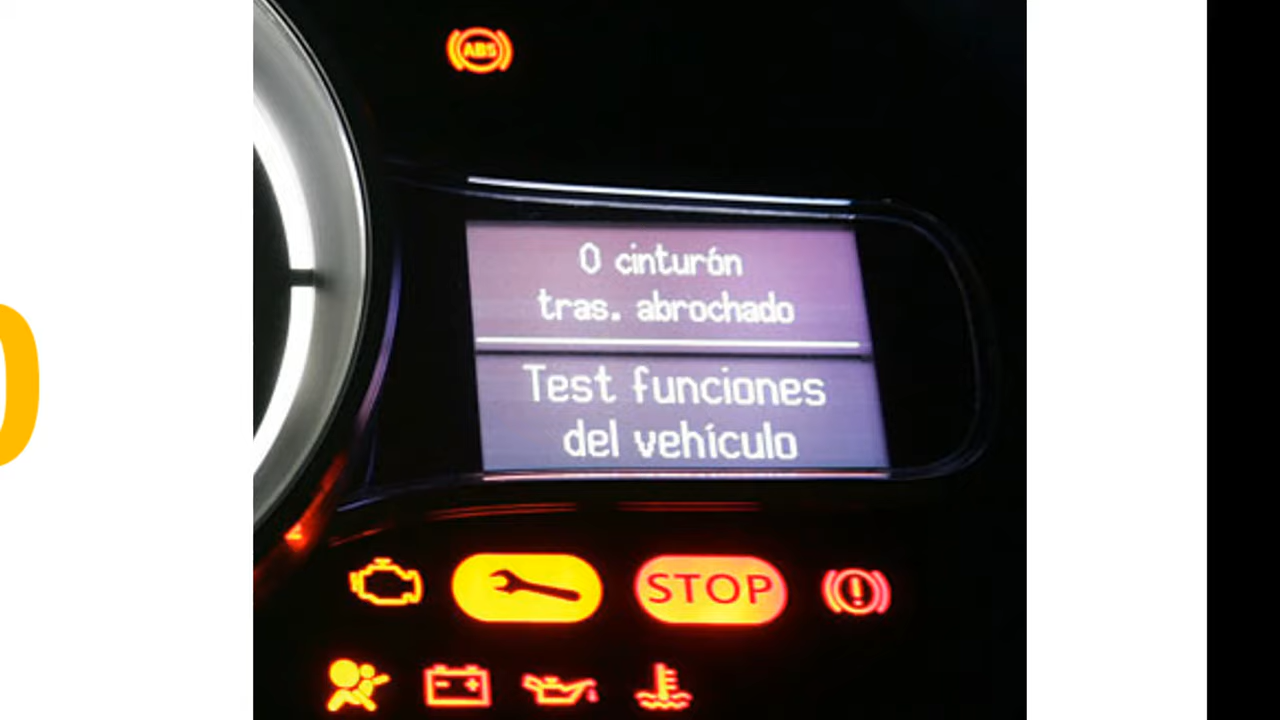 ABS
0 cinturón
tras. abrochado
Test funciones
del vehículo
STOP